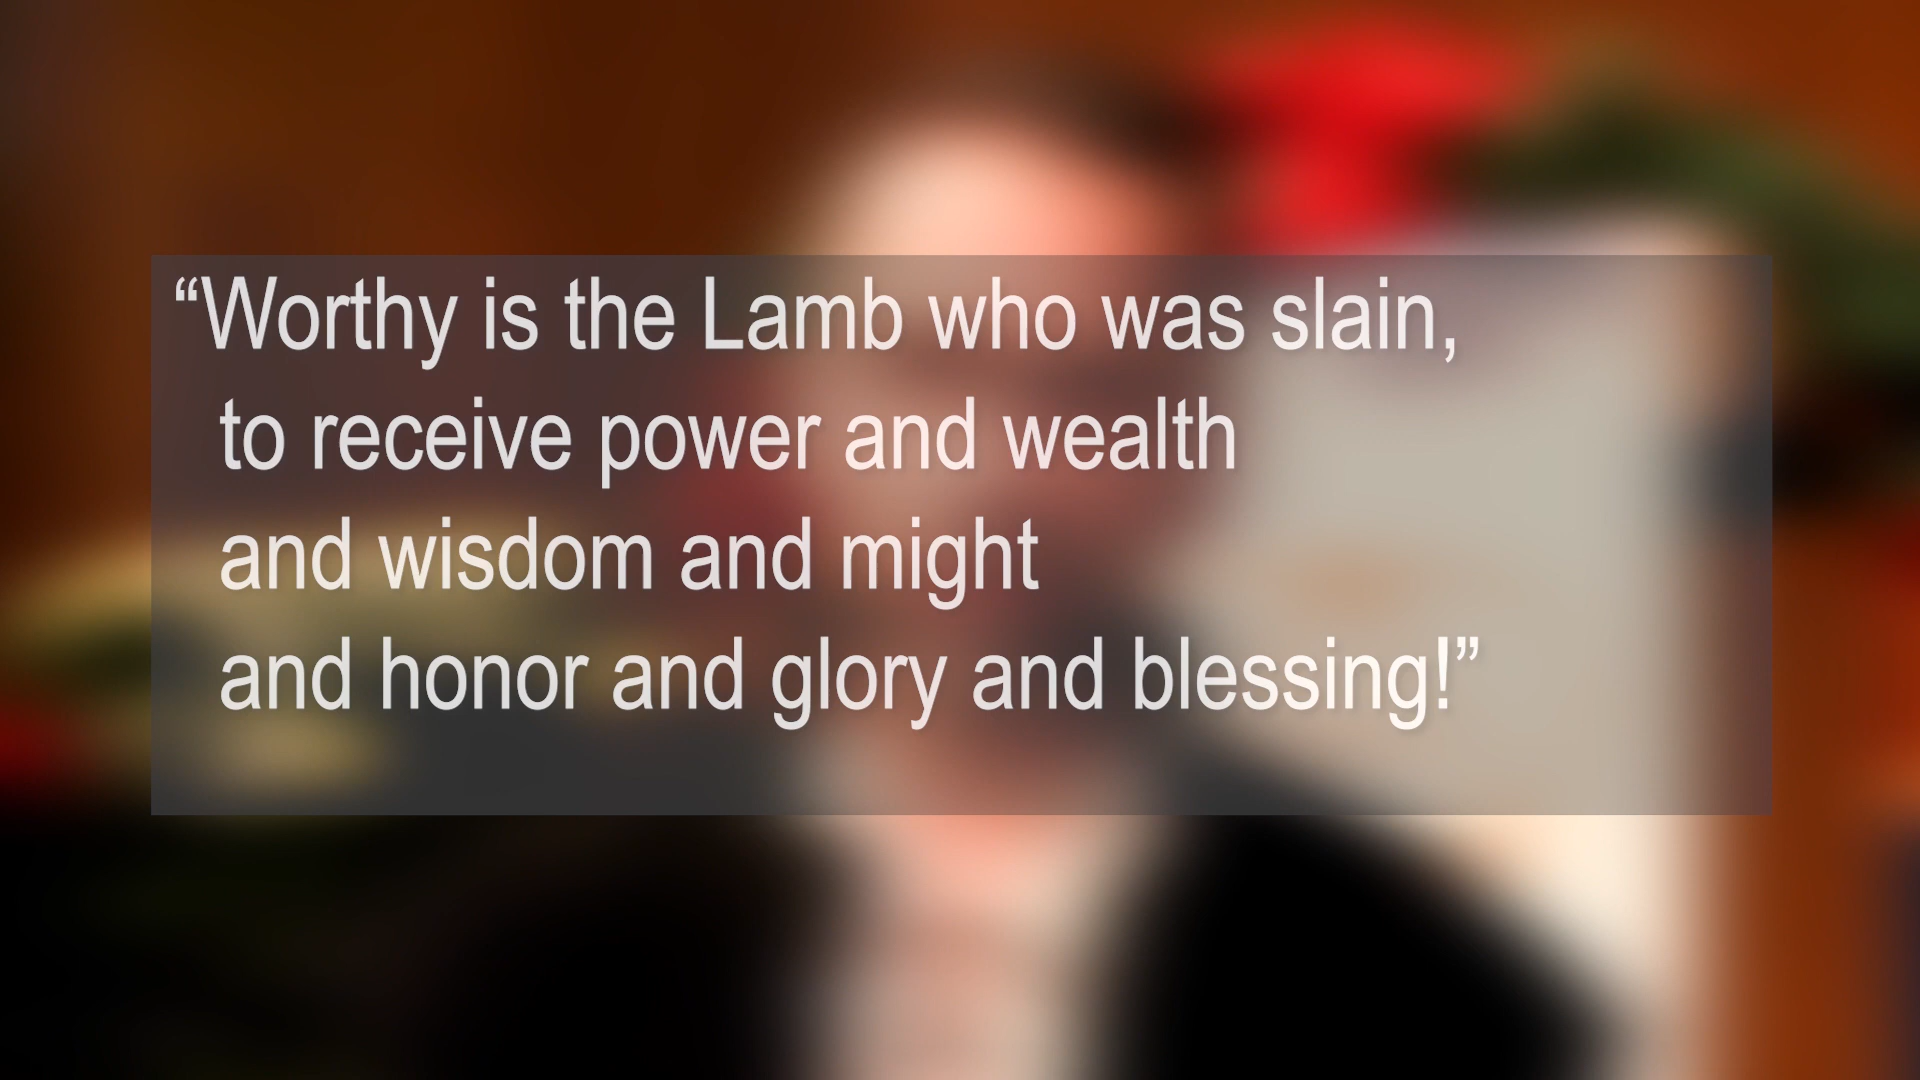 “Worthy is the Lamb who was slain,
to receive power and wealth
and wisdom and might
and honor and glory and blessing!”